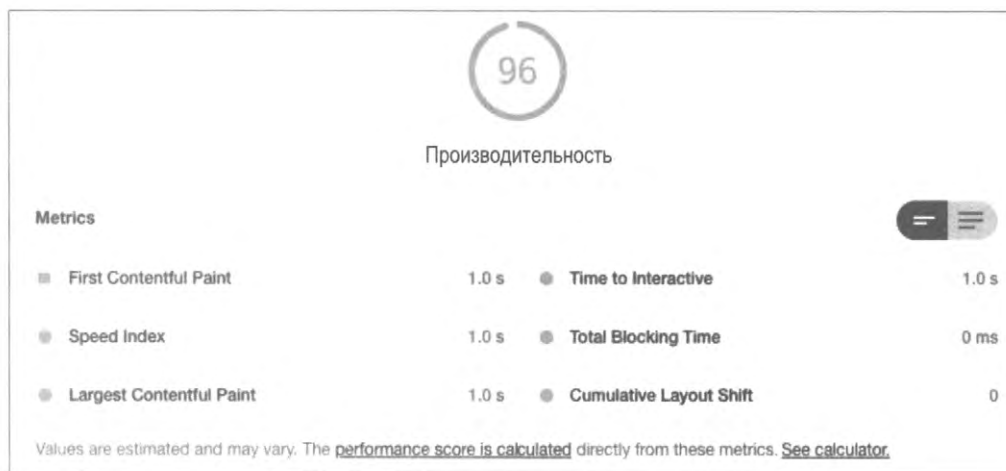 96
Производительность
Metrics
First Contentful Paint 1.0 s Time to Interactive 1.0 s
Speed Index 1.0 s Total Blocking Time 0 ms
Largest Contentful Paint 1.0 s Cumulative Layout Shift 0
Values are estimated and may vary. The performance score is calculated directly from these metrics. See calculator.